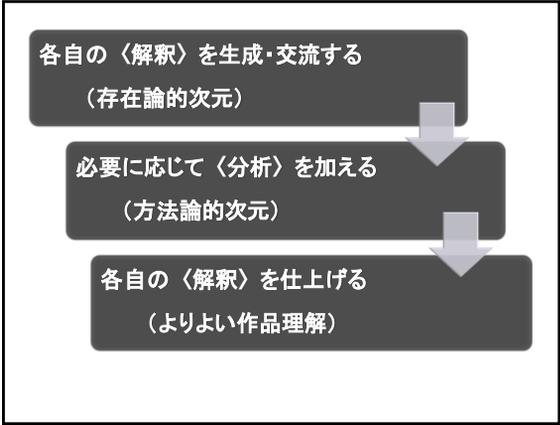 各自の〈解釈〉を生成・交流する
（存在論的次元）
必要に応じて〈分析〉を加える
（方法論的次元）
各自の〈解釈〉を仕上げる
（よりよい作品理解）